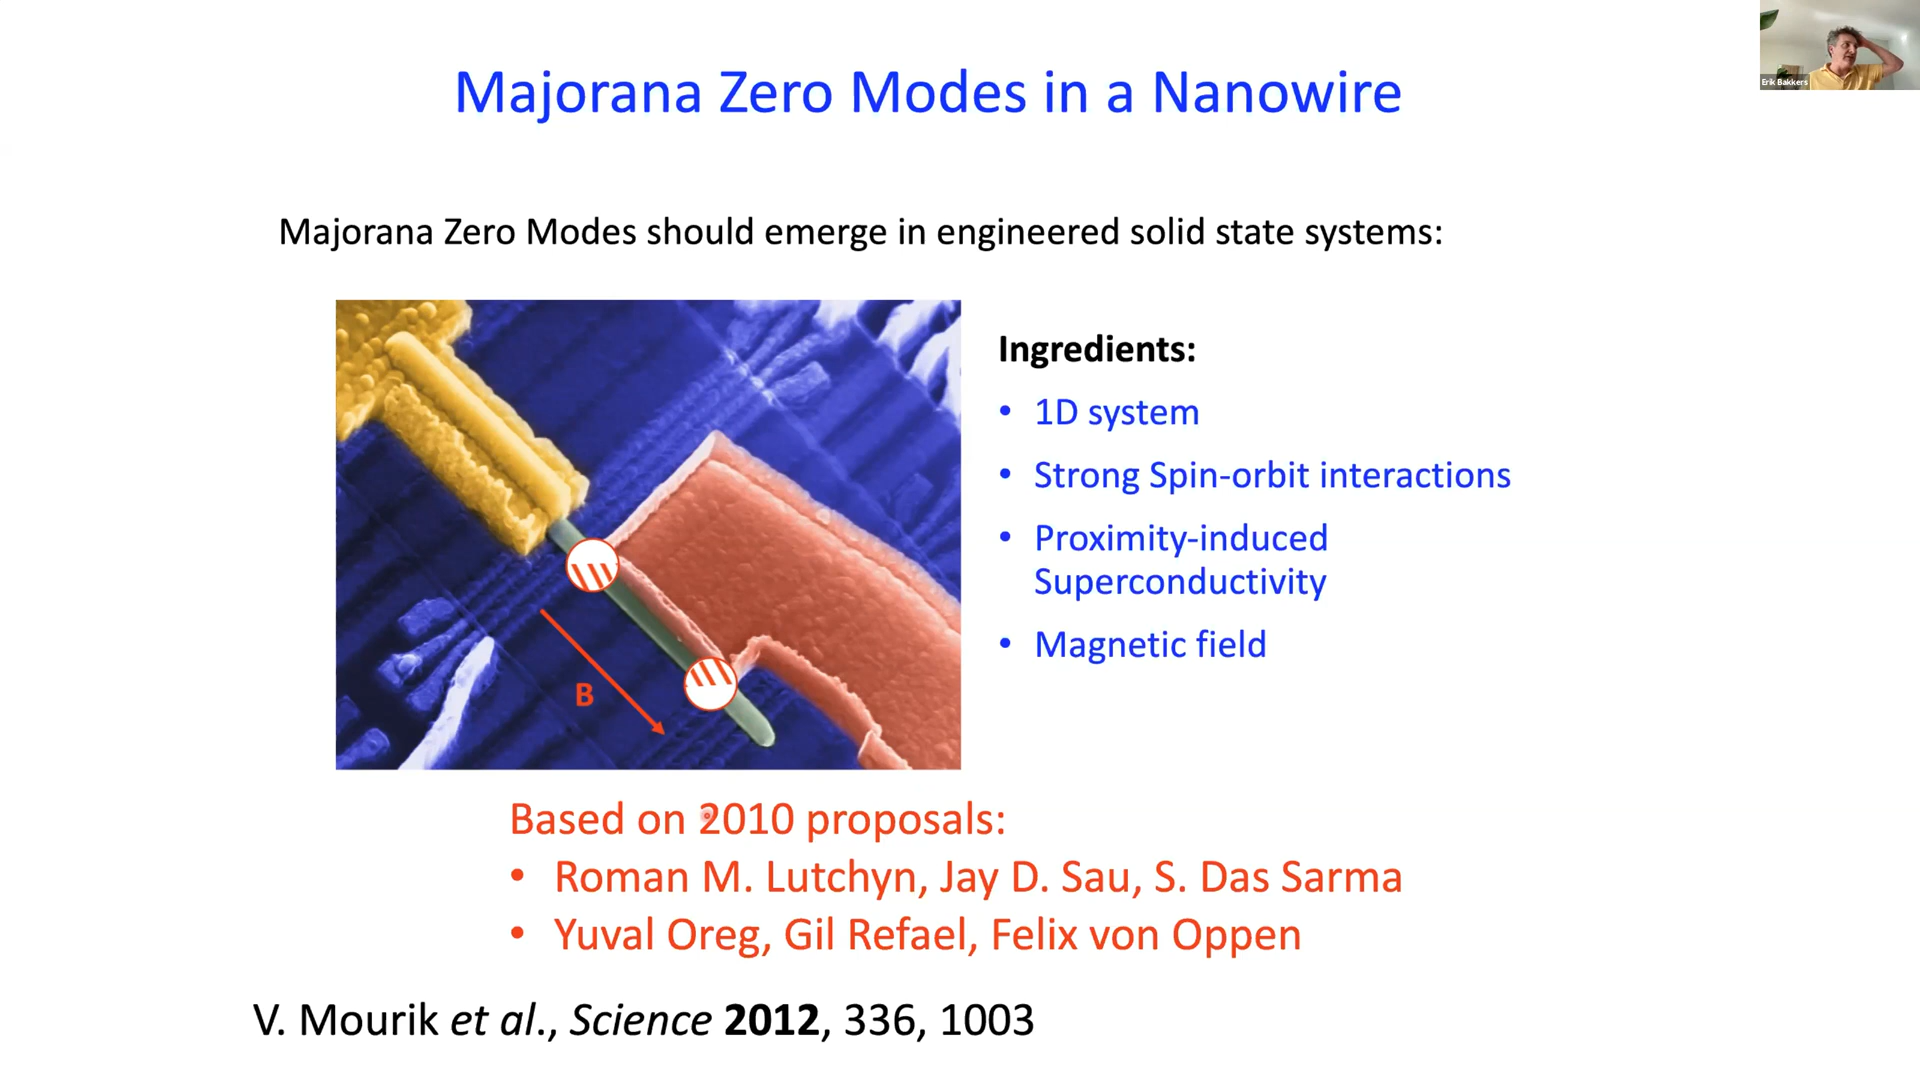 Majorana Zero Modes in a Nanowire
Erik Bakkers
Majorana Zero Modes should emerge in engineered solid state systems:
Ingredients:
• 1D system
• Strong Spin-orbit interactions
• Proximity-induced
Superconductivity
• Magnetic field
B
Based on 2010 proposals:
• Roman M. Lutchyn, Jay D. Sau, S. Das Sarma
• Yuval Oreg, Gil Refael, Felix von Oppen
V. Mourik et al., Science 2012, 336, 1003